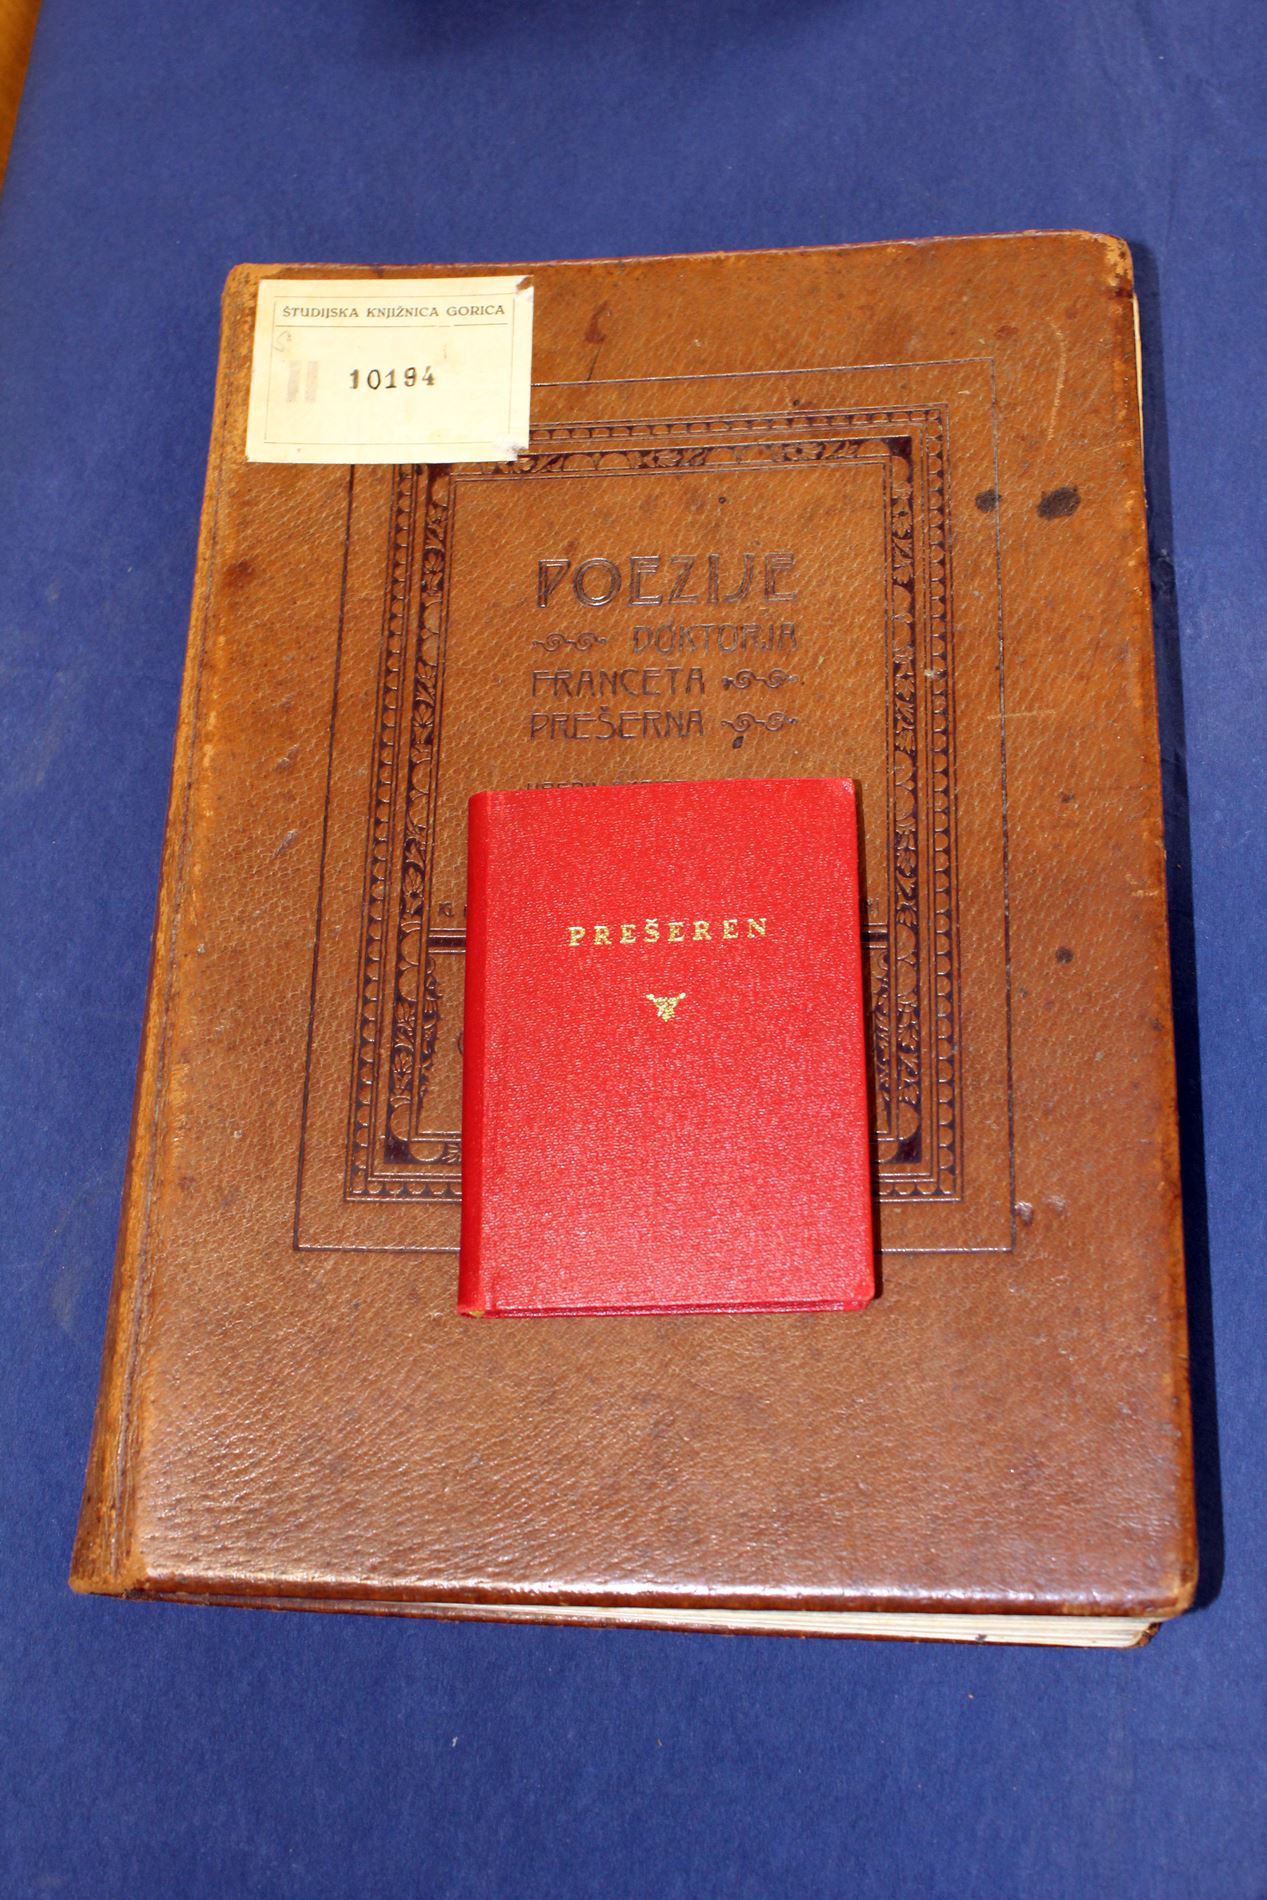 ŠTUDIJSKA KNJIŽNICA GORICA
10194
POEZIJE
DOKTORJA
FRANCETA
PREŠERNA
PREŠEREN